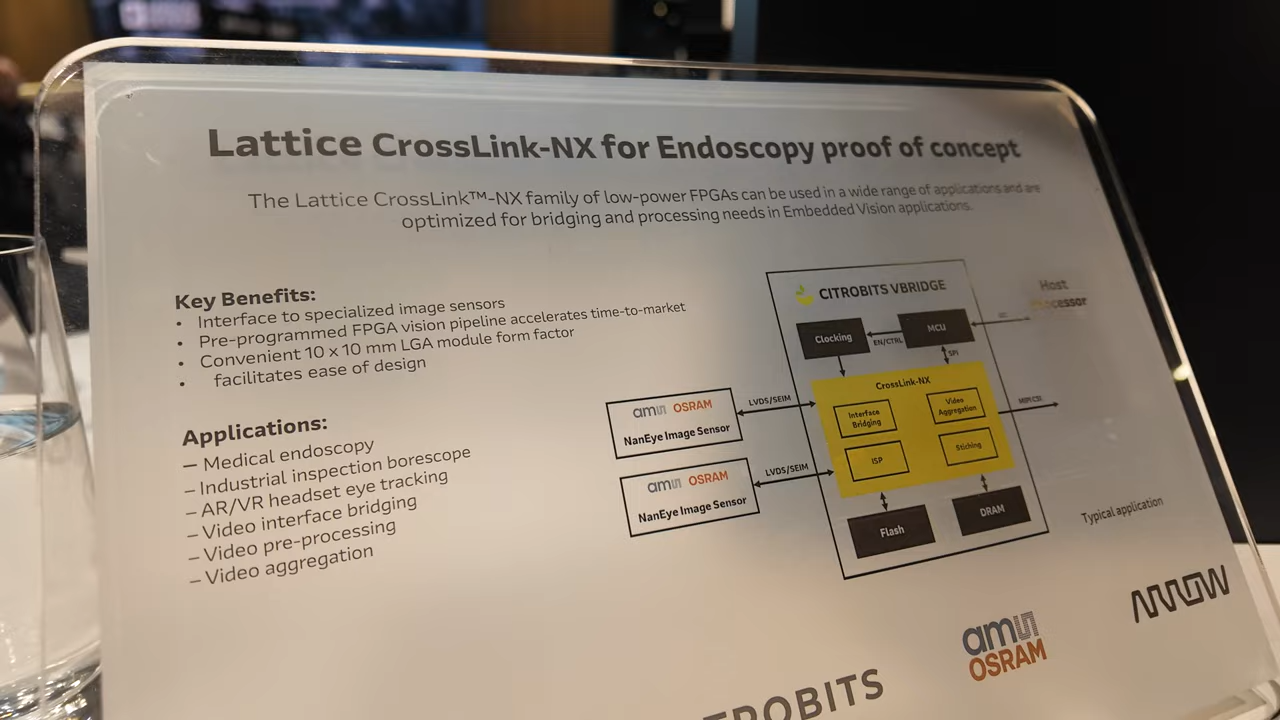 Lattice CrossLink-NX for Endoscopy proof of concept
The Lattice CrossLink™-NX family of low-power FPGAs can be used in a wide range of applications and are
optimized for bridging and processing needs in Embedded Vision applications.
Key Benefits:
• Interface to specialized image sensors
• Pre-programmed FPGA vision pipeline accelerates time-to-market
• Convenient 10 x 10 mm LGA module form factor
• facilitates ease of design
Applications:
– Medical endoscopy
– Industrial inspection borescope
– AR/VR headset eye tracking
– Video interface bridging
– Video pre-processing
– Video aggregation
CITROBITS VBRIDGE
Host
Processor
Clocking
EN/CTRL
MCU
SPI
CrossLink-NX
Interface
Bridging
Video
Aggregation
ISP
Stiching
MIPI CSI
amu OSRAM
NanEye Image Sensor
LVDS/SEIM
amu OSRAM
NanEye Image Sensor
LVDS/SEIM
Flash
DRAM
Typical application
TROBITS
amu
OSRAM
ARROW